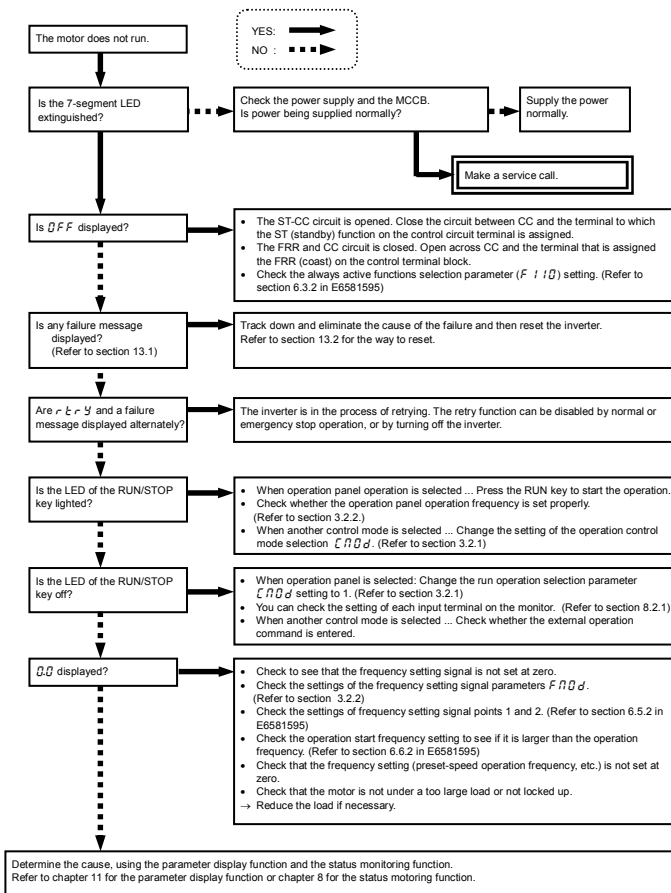 The motor does not run.
YES:
NO :
Is the 7-segment LED
extinguished?
Check the power supply and the MCCB.
Is power being supplied normally?
Supply the power
normally.
Make a service call.
Is OFF displayed?
• The ST-CC circuit is opened. Close the circuit between CC and the terminal to which
the ST (standby) function on the control circuit terminal is assigned.
• The FRR and CC circuit is closed. Open across CC and the terminal that is assigned
the FRR (coast) on the control terminal block.
• Check the always active functions selection parameter (F 110) setting. (Refer to
section 6.3.2 in E6581595)
Is any failure message
displayed?
(Refer to section 13.1)
Track down and eliminate the cause of the failure and then reset the inverter.
Refer to section 13.2 for the way to reset.
Are rtrY and a failure
message displayed alternately?
The inverter is in the process of retrying. The retry function can be disabled by normal or
emergency stop operation, or by turning off the inverter.
Is the LED of the RUN/STOP
key lighted?
• When operation panel operation is selected ... Press the RUN key to start the operation.
• Check whether the operation panel operation frequency is set properly.
(Refer to section 3.2.2.)
• When another control mode is selected ... Change the setting of the operation control
mode selection CMOd. (Refer to section 3.2.1)
Is the LED of the RUN/STOP
key off?
• When operation panel is selected: Change the run operation selection parameter
CMOd setting to 1. (Refer to section 3.2.1)
• You can check the setting of each input terminal on the monitor. (Refer to section 8.2.1)
• When another control mode is selected ... Check whether the external operation
command is entered.
0.0 displayed?
• Check to see that the frequency setting signal is not set at zero.
• Check the settings of the frequency setting signal parameters FMOd.
(Refer to section 3.2.2)
• Check the settings of frequency setting signal points 1 and 2. (Refer to section 6.5.2 in
E6581595)
• Check the operation start frequency setting to see if it is larger than the operation
frequency. (Refer to section 6.6.2 in E6581595)
• Check that the frequency setting (preset-speed operation frequency, etc.) is not set at
zero.
• Check that the motor is not under a too large load or not locked up.
→ Reduce the load if necessary.
Determine the cause, using the parameter display function and the status monitoring function.
Refer to chapter 11 for the parameter display function or chapter 8 for the status motoring function.